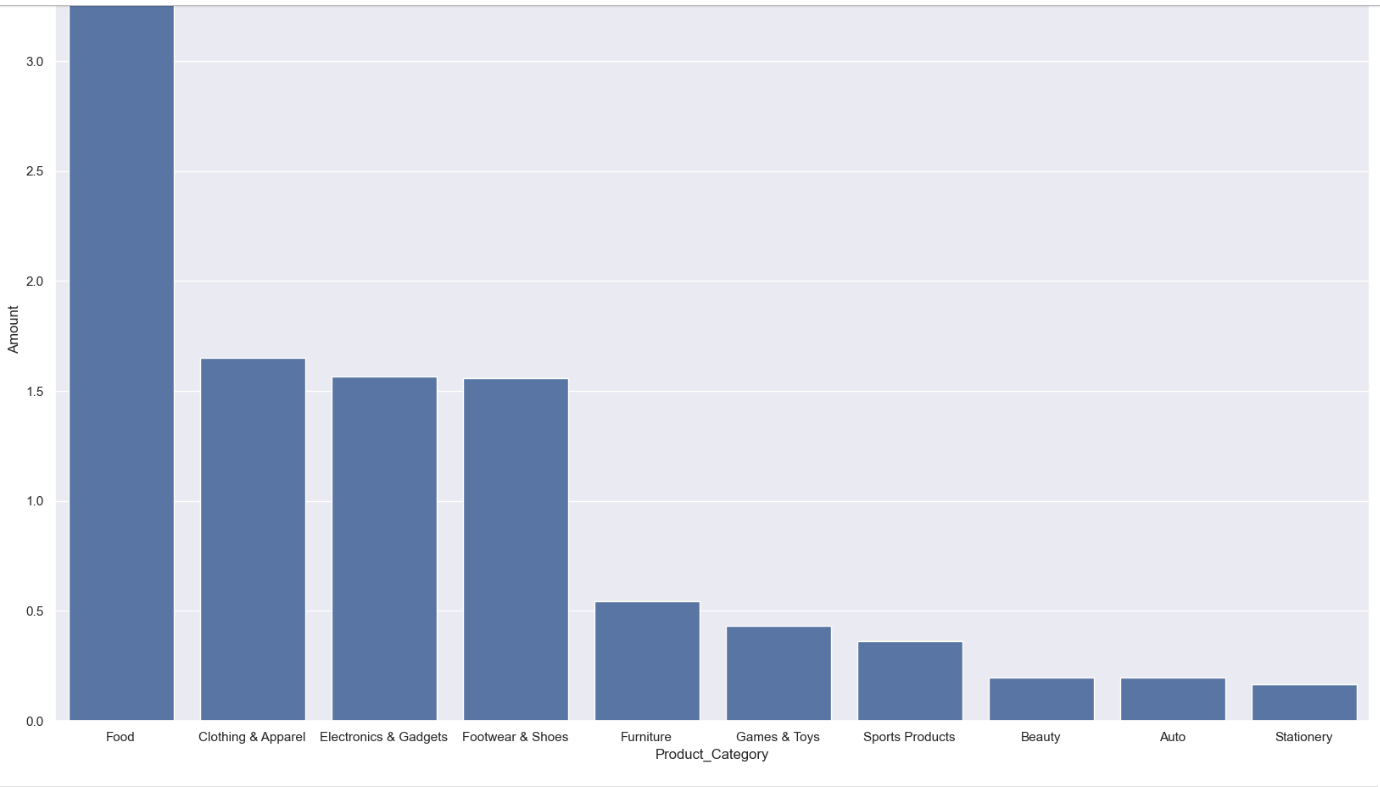 3.0
2.5
2.0
1.5
1.0
0.5
0.0
Amount
Food Clothing & Apparel Electronics & Gadgets Footwear & Shoes Furniture Games & Toys Sports Products Beauty Auto Stationery
Product_Category